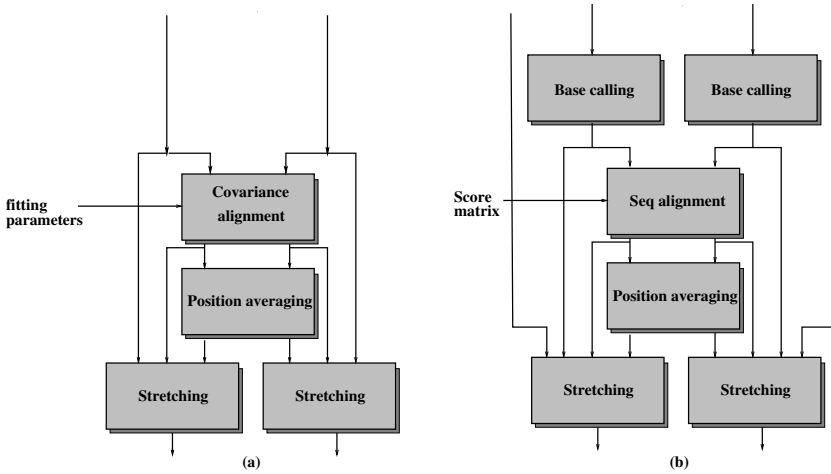 Covariance
alignment
fitting
parameters
Position averaging
Stretching
Stretching
(a)
Base calling
Base calling
Score
matrix
Seq alignment
Position averaging
Stretching
Stretching
(b)